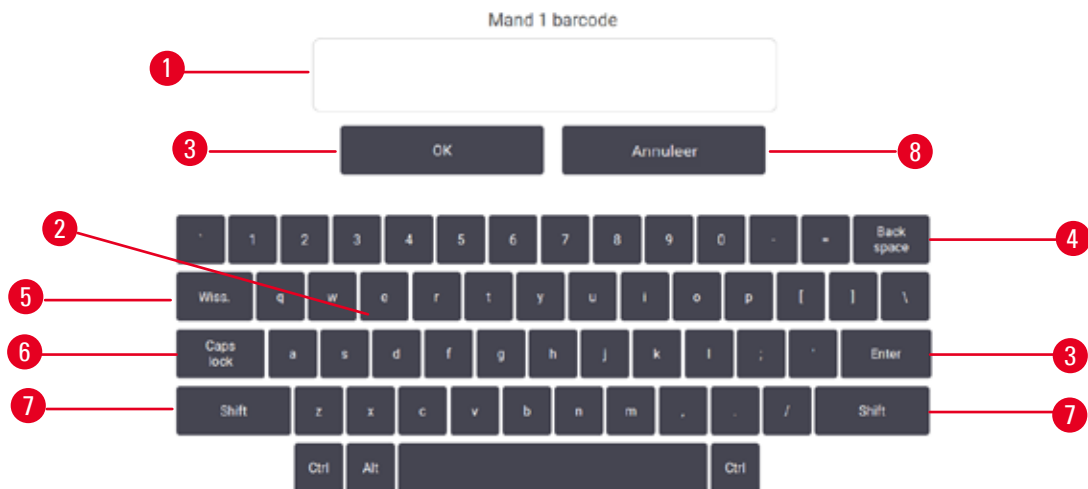 Mand 1 barcode
1
3 OK Annuleer 8
2
` 1 2 3 4 5 6 7 8 9 0 - = Back space 4
5 Wiss. q w e r t y u i o p [ ] \
6 Caps lock a s d f g h j k l ; ' Enter 3
7 Shift z x c v b n m , . / Shift 7
Ctrl Alt Ctrl